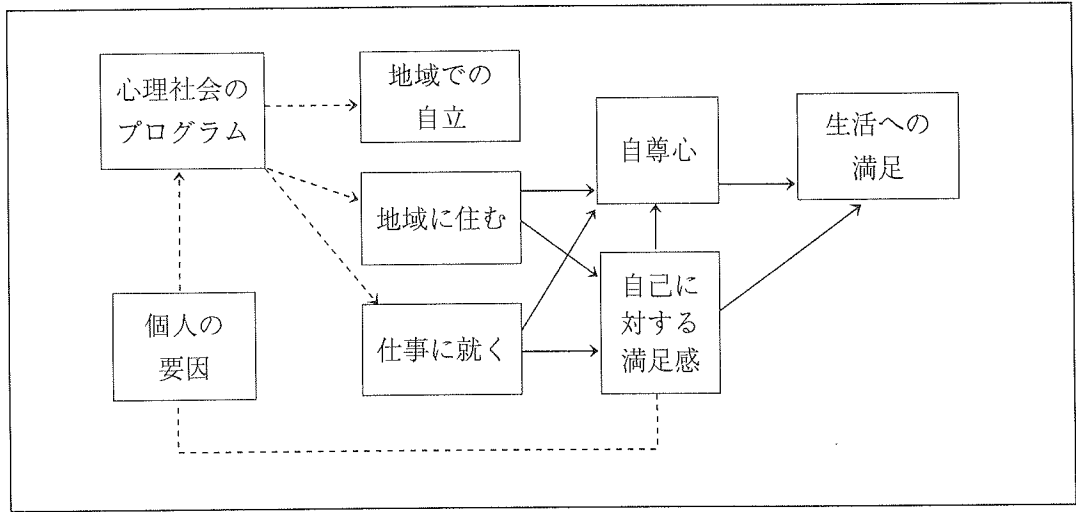 心理社会の
プログラム
地域での
自立
自尊心
生活への
満足
地域に住む
個人の
要因
仕事に就く
自己に
対する
満足感